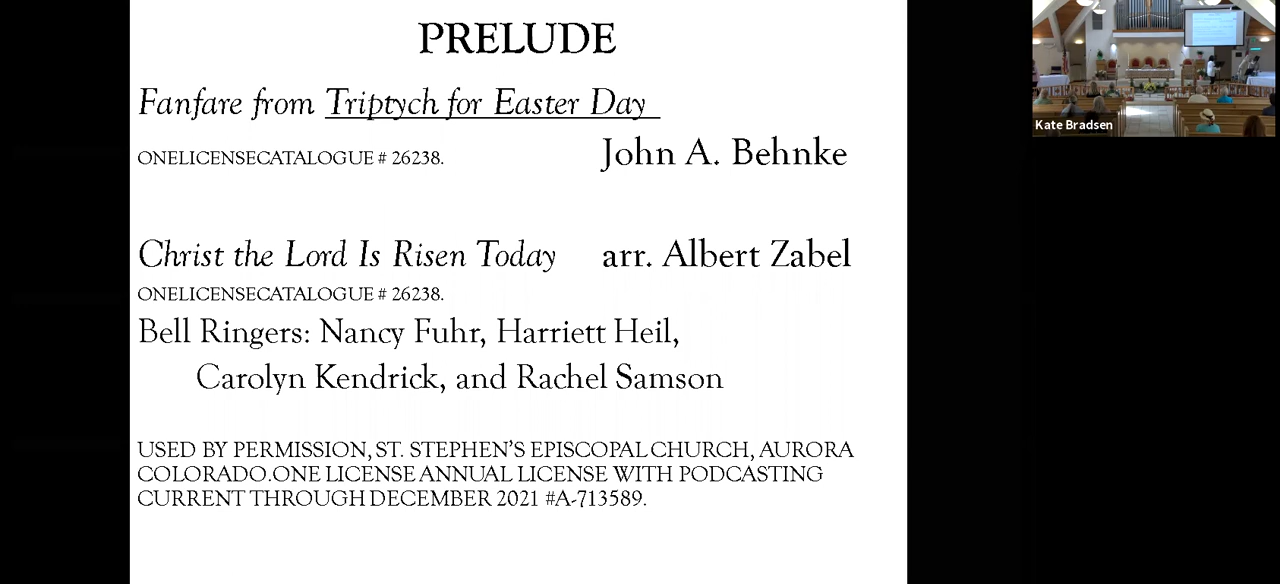 PRELUDE
Fanfare from Triptych for Easter Day
ONELICENSECATALOGUE # 26238.
John A. Behnke
Christ the Lord Is Risen Today arr. Albert Zabel
ONELICENSECATALOGUE # 26238.
Bell Ringers: Nancy Fuhr, Harriett Heil,
Carolyn Kendrick, and Rachel Samson
USED BY PERMISSION, ST. STEPHEN'S EPISCOPAL CHURCH, AURORA
COLORADO.ONE LICENSE ANNUAL LICENSE WITH PODCASTING
CURRENT THROUGH DECEMBER 2021 #A-713589.
Kate Bradsen